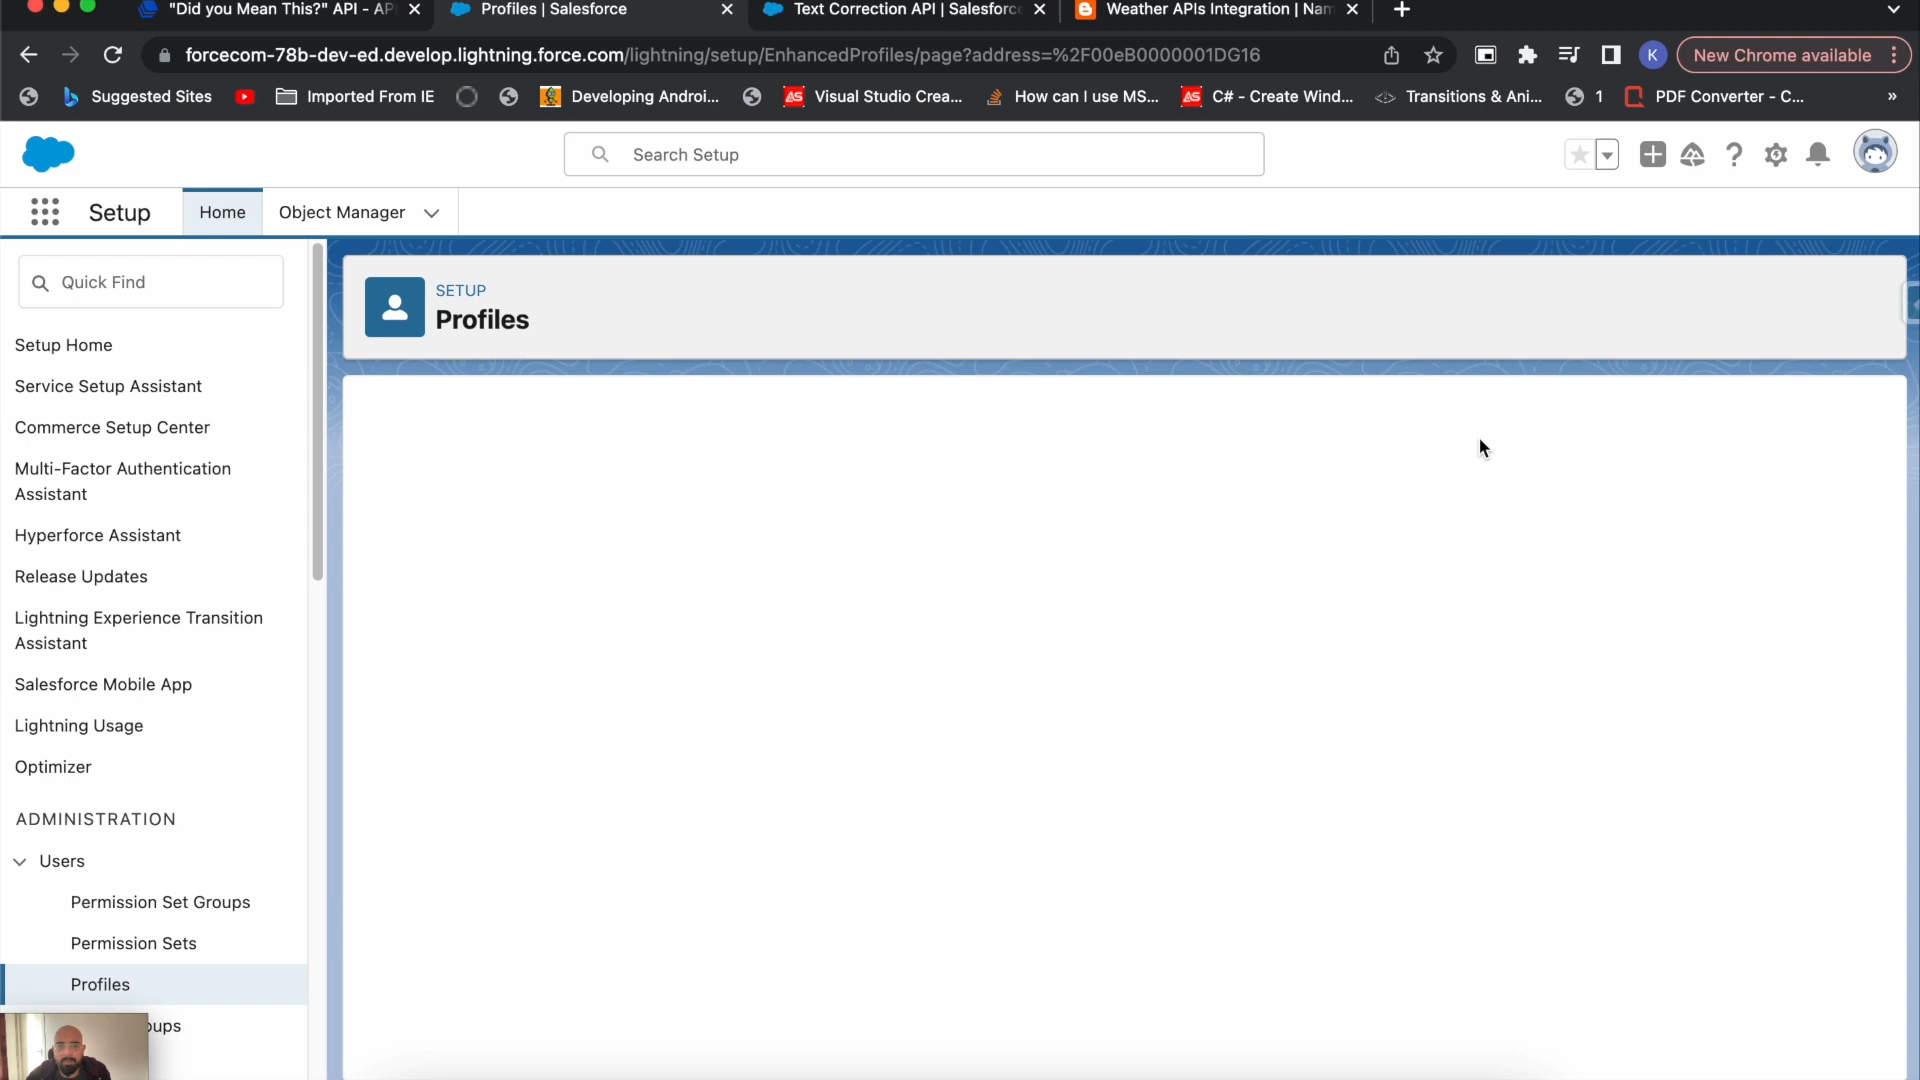 "Did you Mean This?" API - AP
Profiles | Salesforce
Text Correction API | Salesforc
Weather APIs Integration | Nam
forcecom-78b-dev-ed.develop.lightning.force.com/lightning/setup/EnhancedProfiles/page?address=%2F00eB0000001DG16
K
New Chrome available
Suggested Sites
Imported From IE
Developing Androi...
Visual Studio Crea...
How can I use MS...
C# - Create Wind...
Transitions & Ani...
1
PDF Converter - C...
»
Search Setup
Setup
Home
Object Manager
Quick Find
SETUP
Profiles
Setup Home
Service Setup Assistant
Commerce Setup Center
Multi-Factor Authentication
Assistant
Hyperforce Assistant
Release Updates
Lightning Experience Transition
Assistant
Salesforce Mobile App
Lightning Usage
Optimizer
ADMINISTRATION
Users
Permission Set Groups
Permission Sets
Profiles